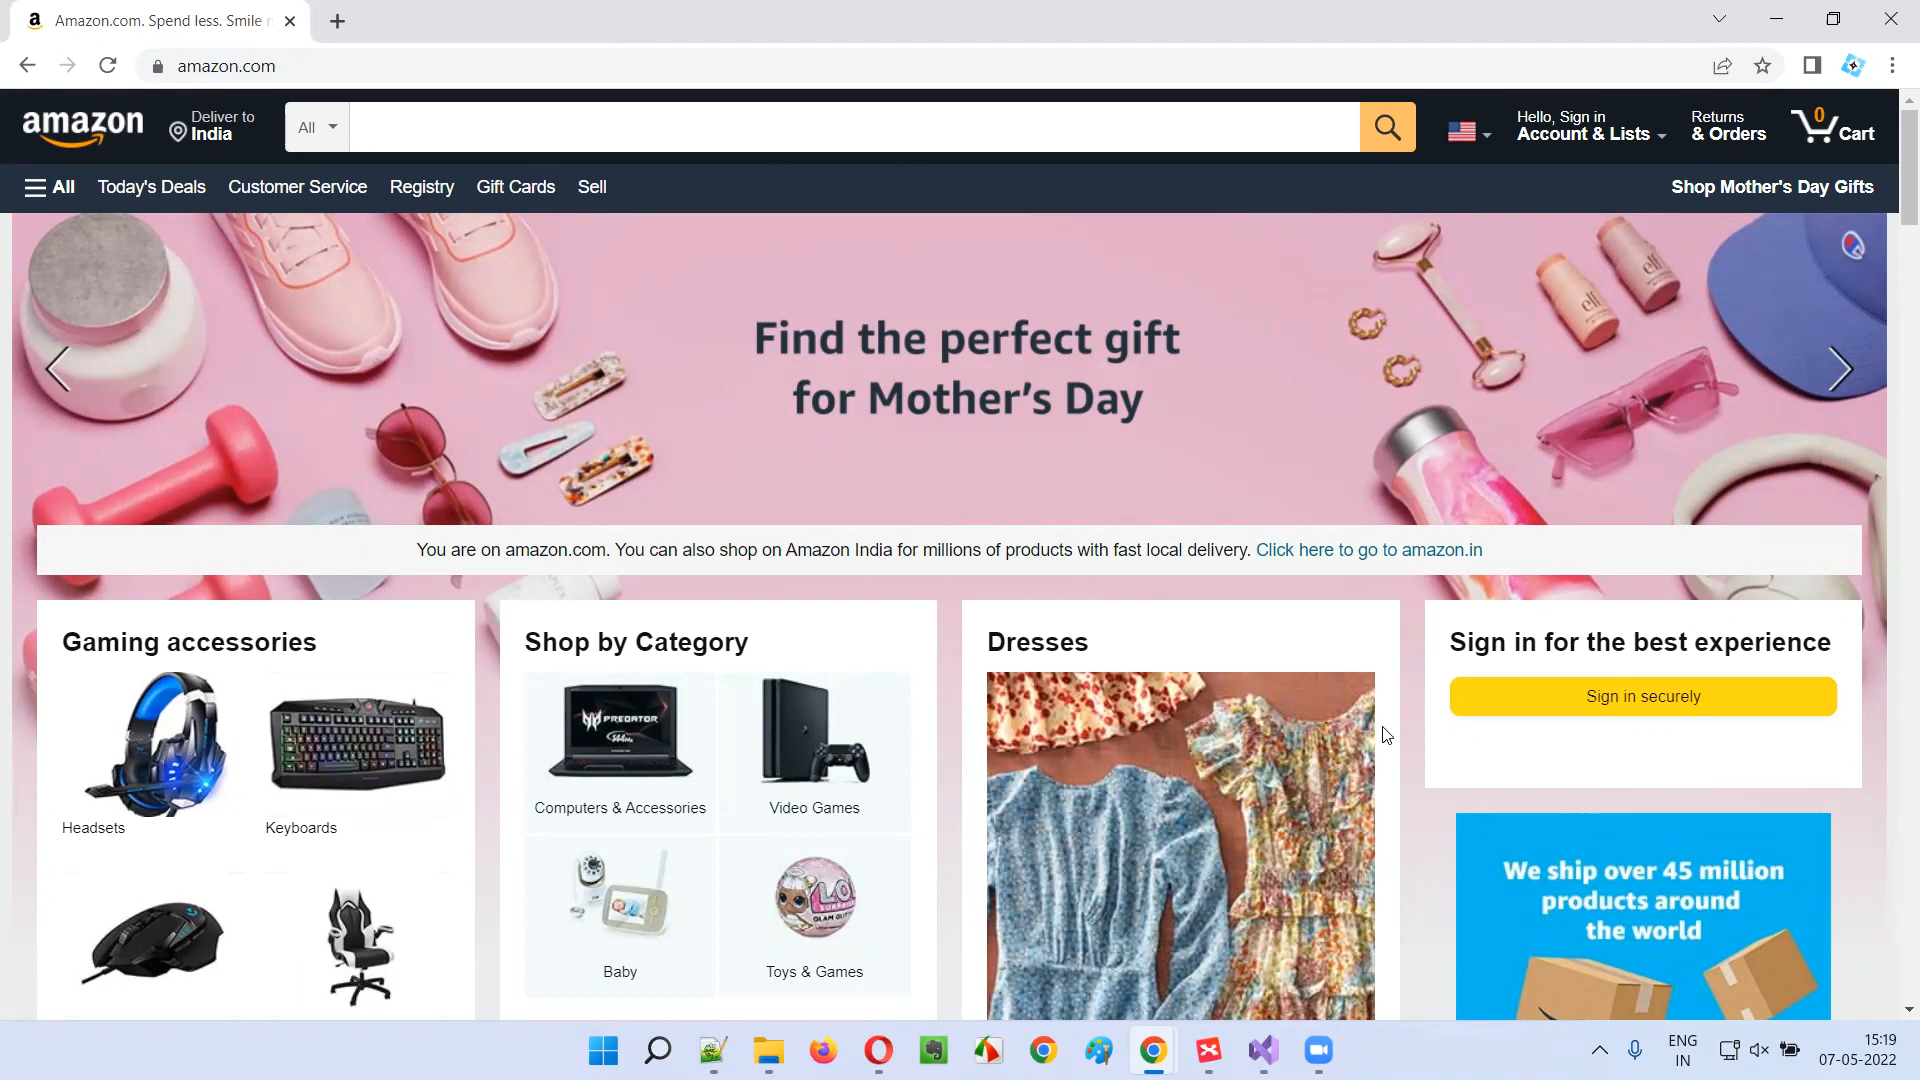 Amazon.com. Spend less. Smile
amazon.com
amazon
Deliver to
India
All
Hello, Sign in
Account & Lists
Returns
& Orders
0
Cart
All
Today's Deals
Customer Service
Registry
Gift Cards
Sell
Shop Mother's Day Gifts
Find the perfect gift
for Mother's Day
elf
elf
You are on amazon.com. You can also shop on Amazon India for millions of products with fast local delivery. Click here to go to amazon.in
Gaming accessories
Headsets
Keyboards
Shop by Category
PREDATOR
Computers & Accessories
Video Games
Baby
Toys & Games
Dresses
Sign in for the best experience
Sign in securely
We ship over 45 million
products around
the world
ENG
IN
15:19
07-05-2022